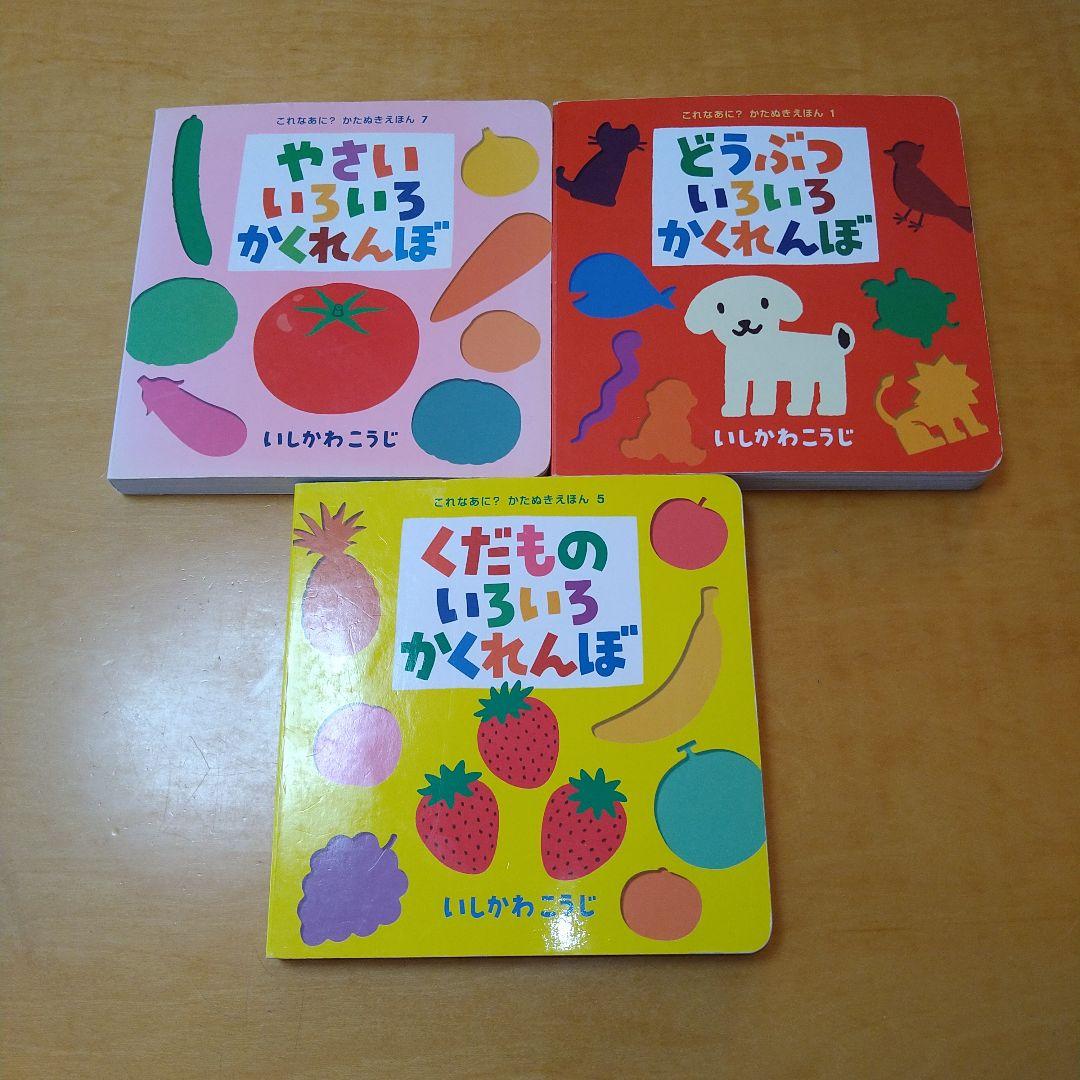 これなあに? かたぬきえほん 7
やさい
いろいろ
かくれんぼ
いしかわこうじ
これなあに? かたぬきえほん 1
どうぶつ
いろいろ
かくれんぼ
いしかわこうじ
これなあに? かたぬきえほん 5
くだもの
いろいろ
かくれんぼ
いしかわこうじ